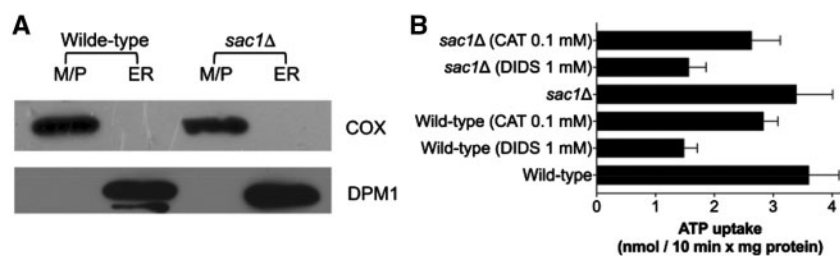 A
Wilde-type
sac1Δ
M/P
ER
M/P
ER
COX
DPM1
B
sac1Δ (CAT 0.1 mM)
sac1Δ (DIDS 1 mM)
sac1Δ
Wild-type (CAT 0.1 mM)
Wild-type (DIDS 1 mM)
Wild-type
0
1
2
3
4
ATP uptake
(nmol / 10 min x mg protein)